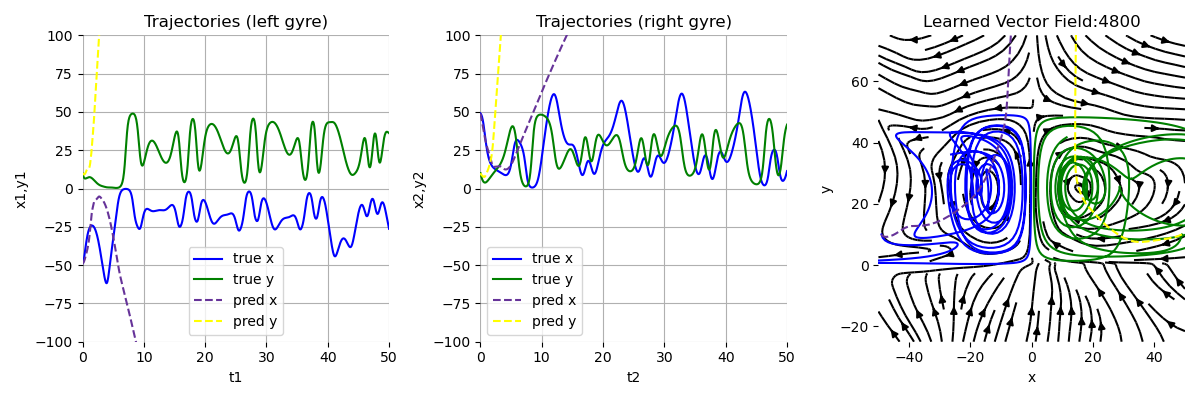 Trajectories (left gyre)
100
75
50
25
0
−25
−50
−75
−100
0
10
20
30
40
50
x1,y1
t1
true x
true y
pred x
pred y
Trajectories (right gyre)
100
75
50
25
0
−25
−50
−75
−100
0
10
20
30
40
50
x2,y2
t2
true x
true y
pred x
pred y
Learned Vector Field:4800
60
40
20
0
−20
−40
−20
0
20
40
y
x